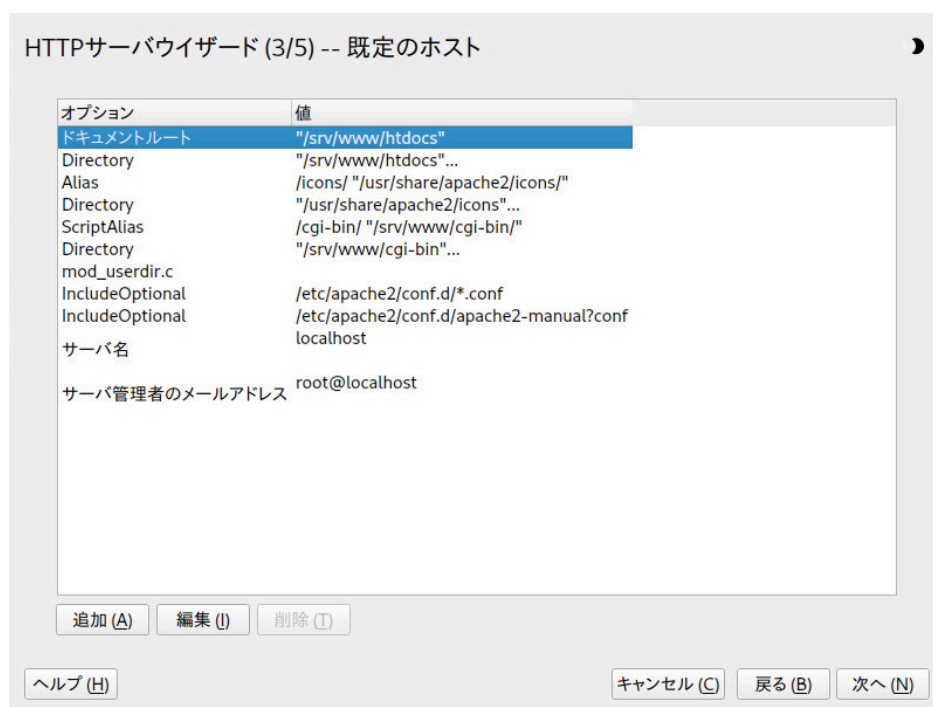 HTTPサーバウイザード (3/5) -- 既定のホスト
オプション 値
ドキュメントルート "/srv/www/htdocs"
Directory "/srv/www/htdocs"...
Alias /icons/ "/usr/share/apache2/icons/"
Directory "/usr/share/apache2/icons"...
ScriptAlias /cgi-bin/ "/srv/www/cgi-bin/"
Directory "/srv/www/cgi-bin"...
mod_userdir.c
IncludeOptional /etc/apache2/conf.d/*.conf
IncludeOptional /etc/apache2/conf.d/apache2-manual?conf
サーバ名 localhost
サーバ管理者のメールアドレス root@localhost
追加 (A) 編集 (I) 削除 (T)
ヘルプ (H) キャンセル (C) 戻る (B) 次へ (N)